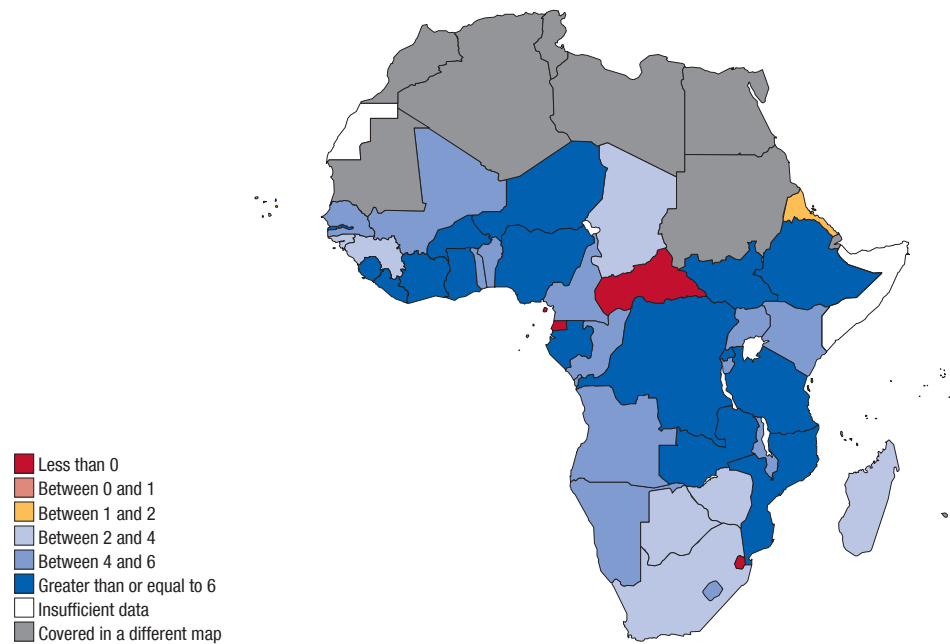 Less than 0
Between 0 and 1
Between 1 and 2
Between 2 and 4
Between 4 and 6
Greater than or equal to 6
Insufficient data
Covered in a different map